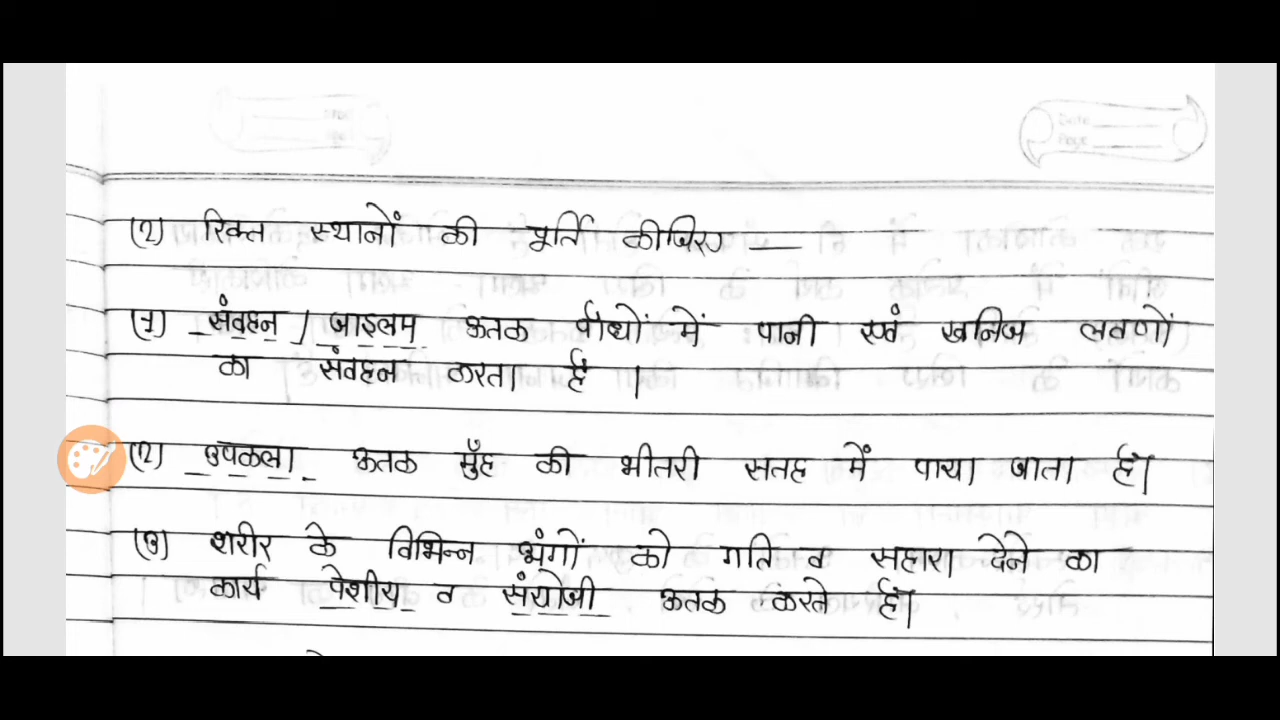 (2) रिक्त स्थानों की पूर्ति कीजिए —
(1) संवहन / जाइलम ऊतक पौधों में पानी एवं खनिज लवणों
का संवहन करता है ।
(2) उपकला ऊतक मुँह की भीतरी सतह में पाया जाता है।
(3) शरीर के विभिन्न अंगों को गति व सहारा देने का
कार्य पेशीय व संयोजी ऊतक करते हैं।